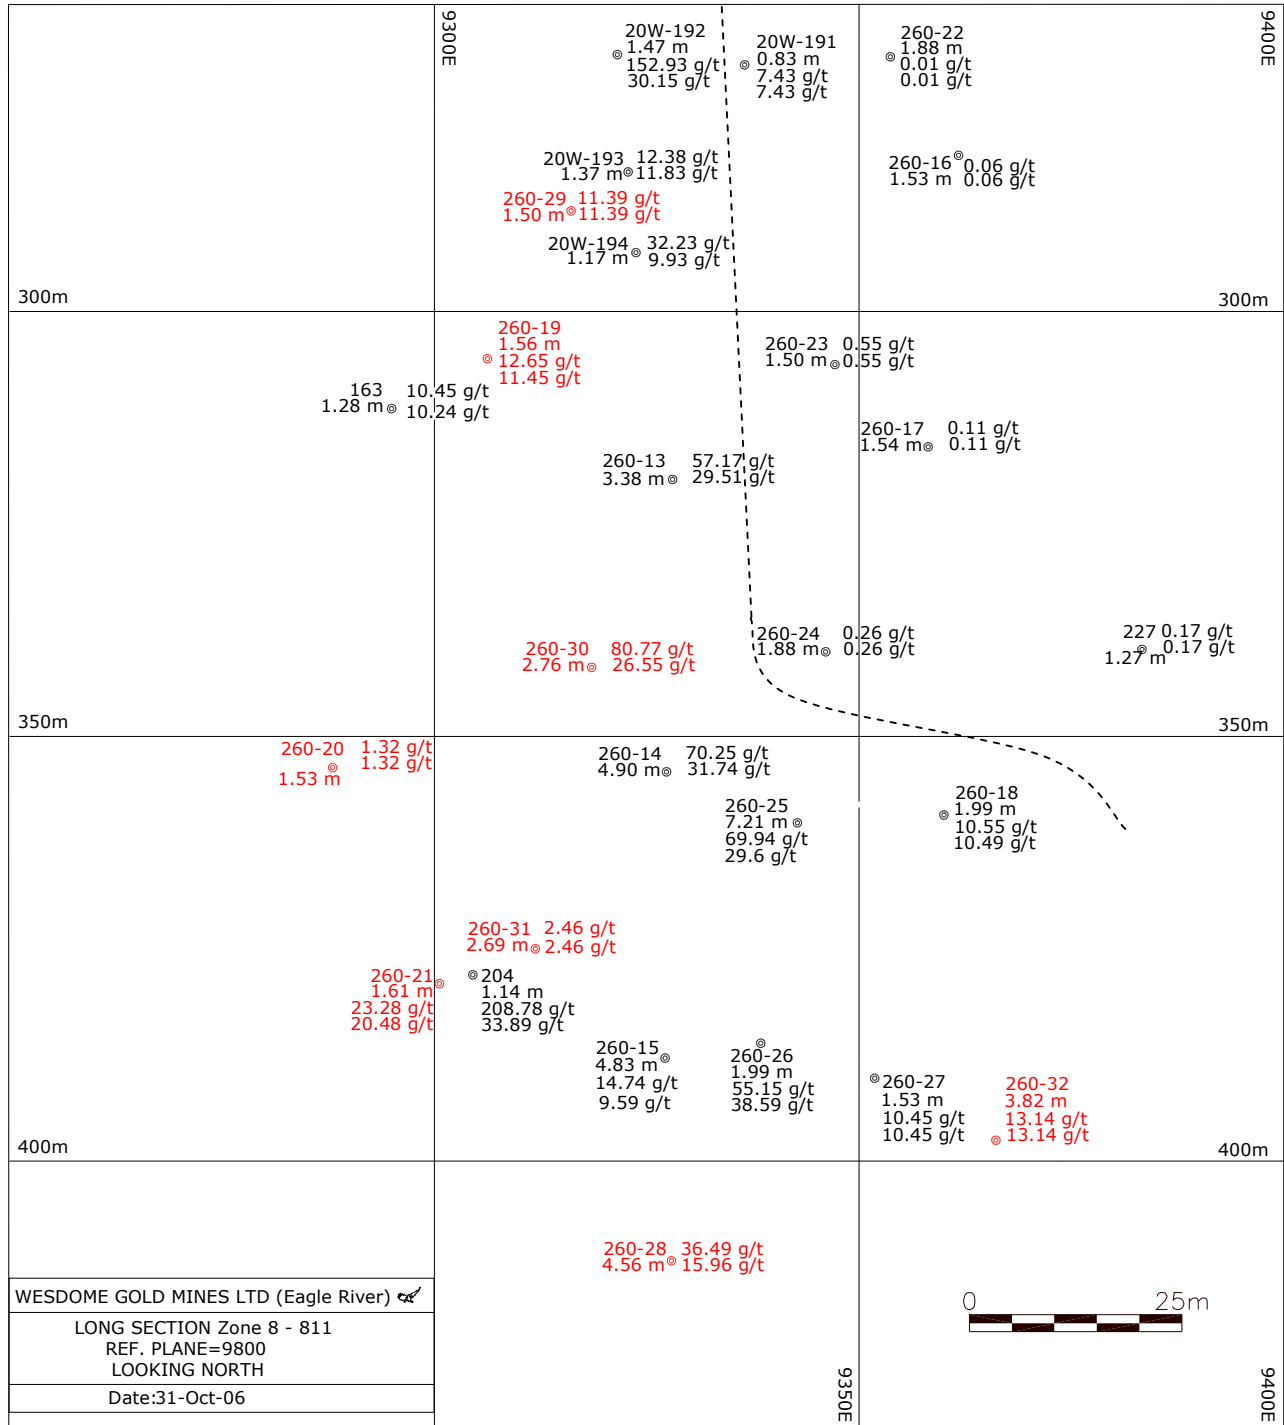 9300E
9400E
20W-192
1.47 m
152.93 g/t
30.15 g/t
20W-191
0.83 m
7.43 g/t
7.43 g/t
260-22
1.88 m
0.01 g/t
0.01 g/t
20W-193 12.38 g/t
1.37 m 11.83 g/t
260-16 0.06 g/t
1.53 m 0.06 g/t
260-29 11.39 g/t
1.50 m 11.39 g/t
20W-194 32.23 g/t
1.17 m 9.93 g/t
300m
300m
260-19
1.56 m
12.65 g/t
11.45 g/t
260-23 0.55 g/t
1.50 m 0.55 g/t
163 10.45 g/t
1.28 m 10.24 g/t
260-17 0.11 g/t
1.54 m 0.11 g/t
260-13 57.17 g/t
3.38 m 29.51 g/t
260-24 0.26 g/t
1.88 m 0.26 g/t
227 0.17 g/t
0.17 g/t
1.27 m
260-30 80.77 g/t
2.76 m 26.55 g/t
350m
350m
260-20 1.32 g/t
1.32 g/t
1.53 m
260-14 70.25 g/t
4.90 m 31.74 g/t
260-25
7.21 m
69.94 g/t
29.6 g/t
260-18
1.99 m
10.55 g/t
10.49 g/t
260-31 2.46 g/t
2.69 m 2.46 g/t
260-21
1.61 m
23.28 g/t
20.48 g/t
204
1.14 m
208.78 g/t
33.89 g/t
260-15
4.83 m
14.74 g/t
9.59 g/t
260-26
1.99 m
55.15 g/t
38.59 g/t
260-27
1.53 m
10.45 g/t
10.45 g/t
260-32
3.82 m
13.14 g/t
13.14 g/t
400m
400m
260-28 36.49 g/t
4.56 m 15.96 g/t
WESDOME GOLD MINES LTD (Eagle River)
LONG SECTION Zone 8 - 811
REF. PLANE=9800
LOOKING NORTH
Date:31-Oct-06
0 25m
9350E
9400E